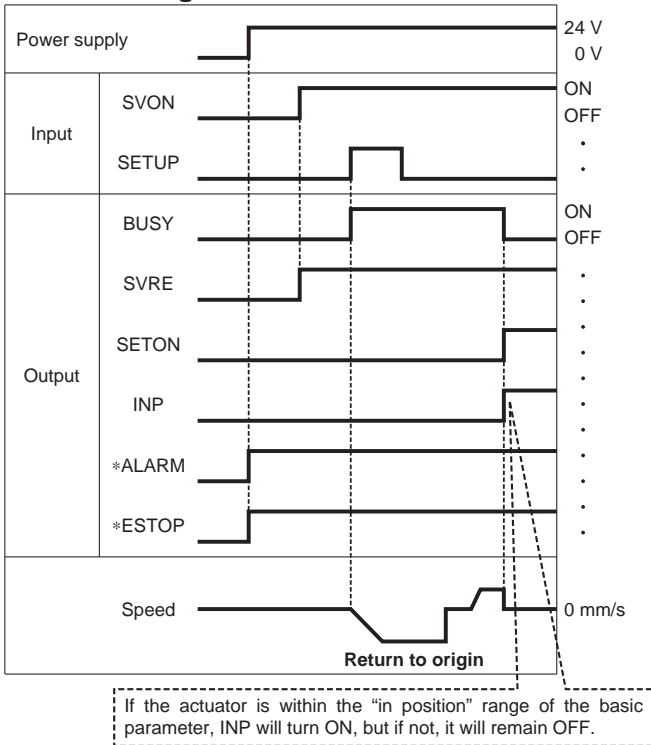 Power supply
24 V
0 V
Input
SVON
ON
OFF
SETUP
Output
BUSY
ON
OFF
SVRE
SETON
INP
*ALARM
*ESTOP
Speed
0 mm/s
Return to origin
If the actuator is within the “in position” range of the basic
parameter, INP will turn ON, but if not, it will remain OFF.